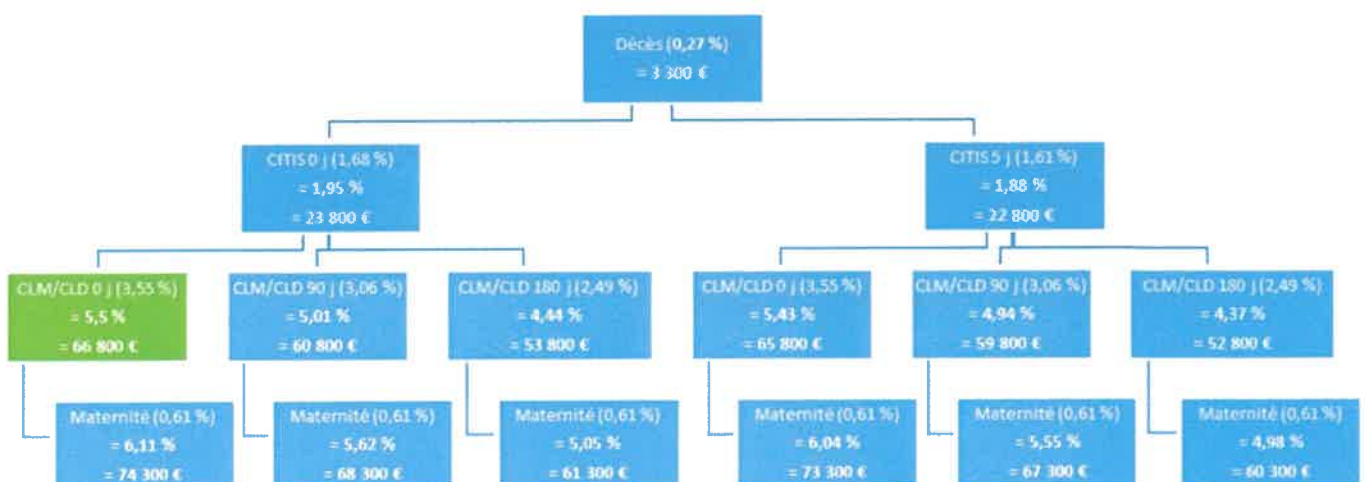 Décès (0,27 %)
= 3 300 €
CITIS 0 j (1,68 %)
= 1,95 %
= 23 800 €
CITIS 5 j (1,61 %)
= 1,88 %
= 22 800 €
CLM/CLD 0 j (3,55 %)
= 5,5 %
= 66 800 €
CLM/CLD 90 j (3,06 %)
= 5,01 %
= 60 800 €
CLM/CLD 180 j (2,49 %)
= 4,44 %
= 53 800 €
CLM/CLD 0 j (3,55 %)
= 5,43 %
= 65 800 €
CLM/CLD 90 j (3,06 %)
= 4,94 %
= 59 800 €
CLM/CLD 180 j (2,49 %)
= 4,37 %
= 52 800 €
Maternité (0,61 %)
= 6,11 %
= 74 300 €
Maternité (0,61 %)
= 5,62 %
= 68 300 €
Maternité (0,61 %)
= 5,05 %
= 61 300 €
Maternité (0,61 %)
= 6,04 %
= 73 300 €
Maternité (0,61 %)
= 5,55 %
= 67 300 €
Maternité (0,61 %)
= 4,98 %
= 60 300 €